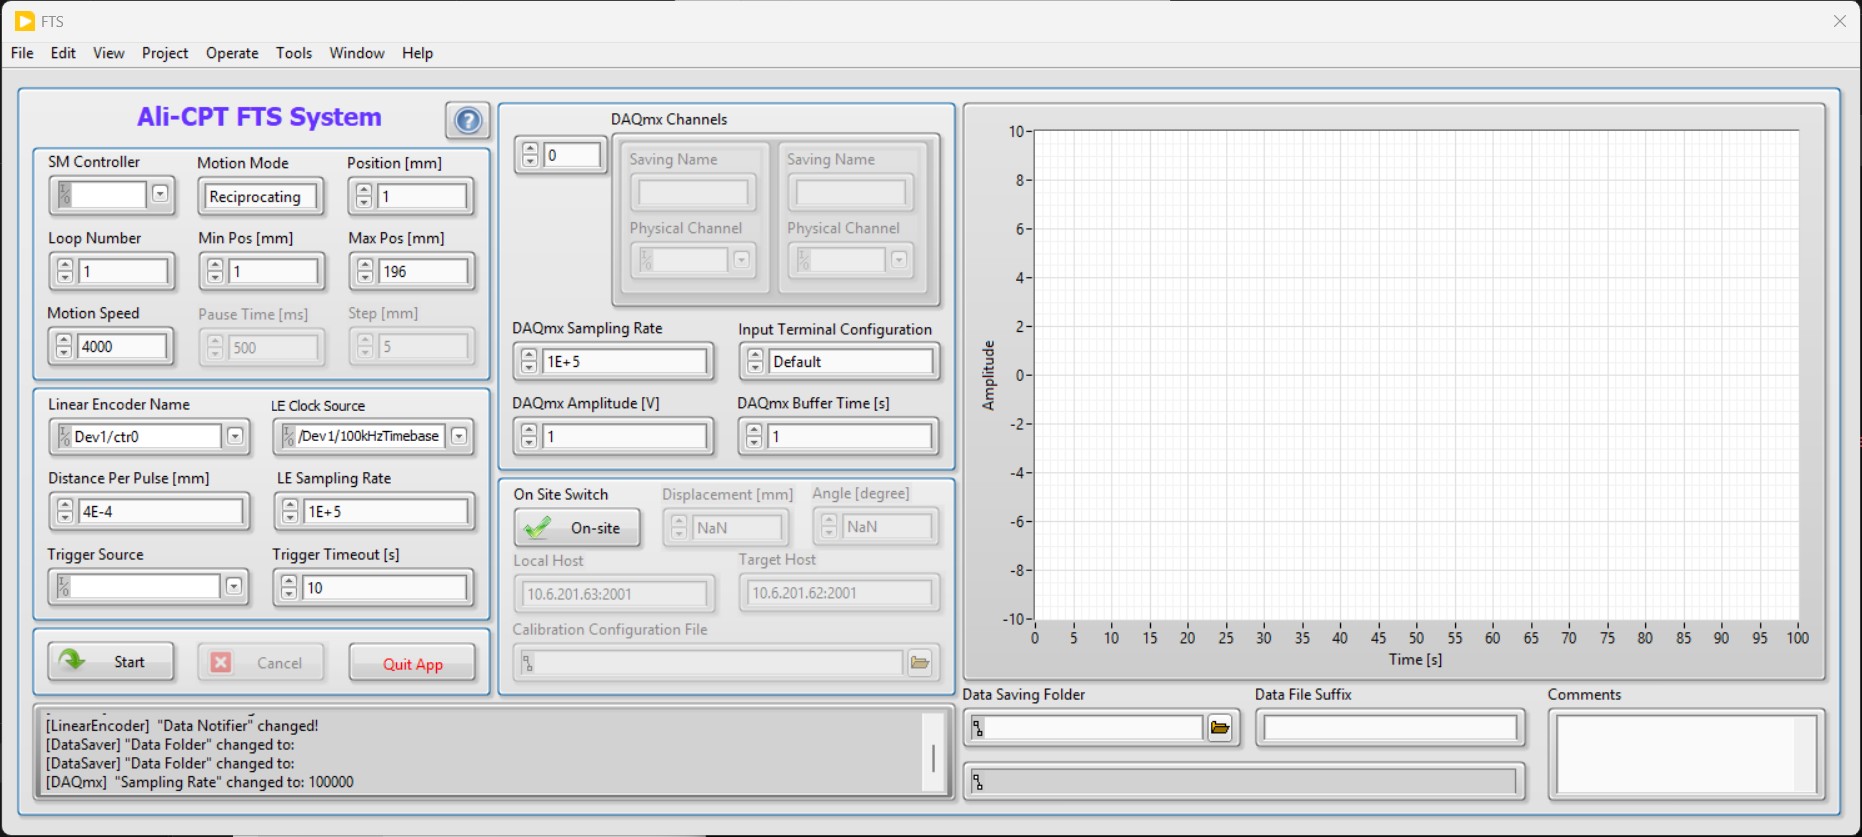 FTS
File Edit View Project Operate Tools Window Help
Ali-CPT FTS System
SM Controller
Motion Mode
Reciprocating
Position [mm]
1
Loop Number
1
Min Pos [mm]
1
Max Pos [mm]
196
Motion Speed
4000
Pause Time [ms]
500
Step [mm]
5
Linear Encoder Name
Dev1/ctr0
LE Clock Source
/Dev1/100kHzTimebase
Distance Per Pulse [mm]
4E-4
LE Sampling Rate
1E+5
Trigger Source
Trigger Timeout [s]
10
Start
Cancel
Quit App
[LinearEncoder] "Data Notifier" changed!
[DataSaver] "Data Folder" changed to:
[DataSaver] "Data Folder" changed to:
[DAQmx] "Sampling Rate" changed to: 100000
DAQmx Channels
0
Saving Name
Saving Name
Physical Channel
Physical Channel
DAQmx Sampling Rate
1E+5
Input Terminal Configuration
Default
DAQmx Amplitude [V]
1
DAQmx Buffer Time [s]
1
On Site Switch
On-site
Displacement [mm]
NaN
Angle [degree]
NaN
Local Host
10.6.201.63:2001
Target Host
10.6.201.62:2001
Calibration Configuration File
Amplitude
10
8
6
4
2
0
-2
-4
-6
-8
-10
0 5 10 15 20 25 30 35 40 45 50 55 60 65 70 75 80 85 90 95 100
Time [s]
Data Saving Folder
Data File Suffix
Comments